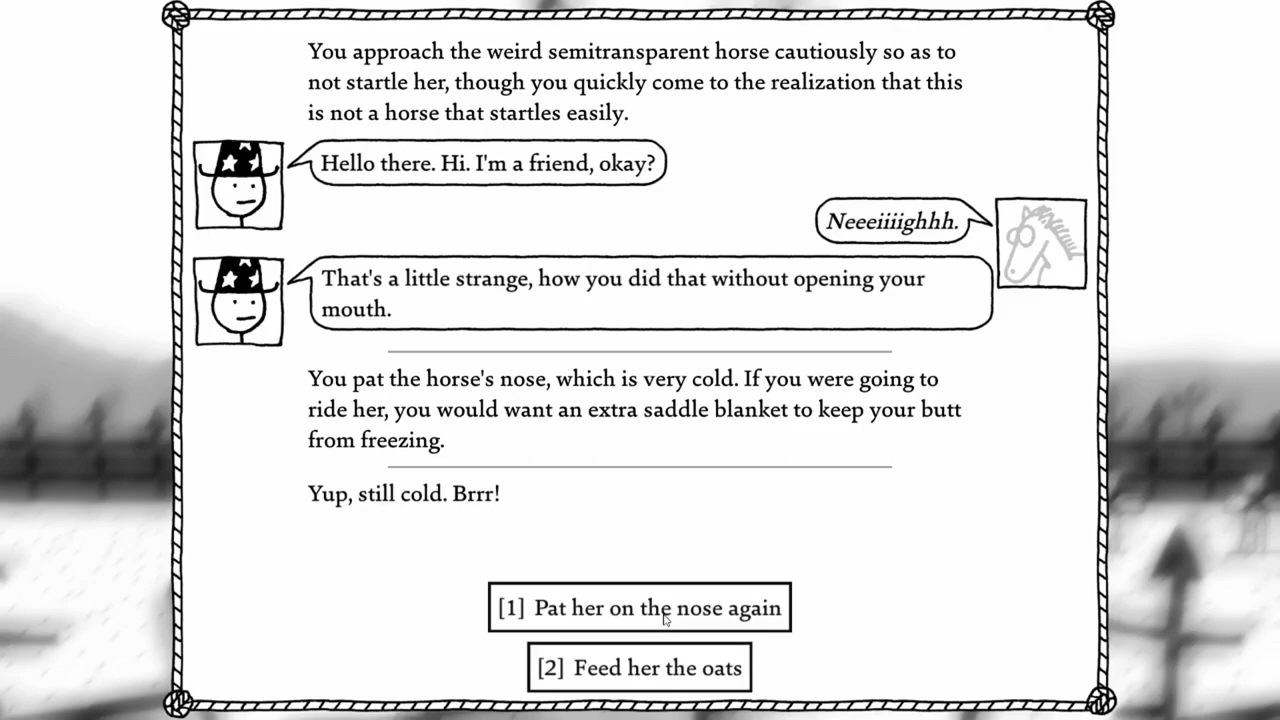 You approach the weird semitransparent horse cautiously so as to
not startle her, though you quickly come to the realization that this
is not a horse that startles easily.
Hello there. Hi. I'm a friend, okay?
Neeeiiiighhh.
That's a little strange, how you did that without opening your
mouth.
You pat the horse's nose, which is very cold. If you were going to
ride her, you would want an extra saddle blanket to keep your butt
from freezing.
Yup, still cold. Brrr!
[1] Pat her on the nose again
[2] Feed her the oats